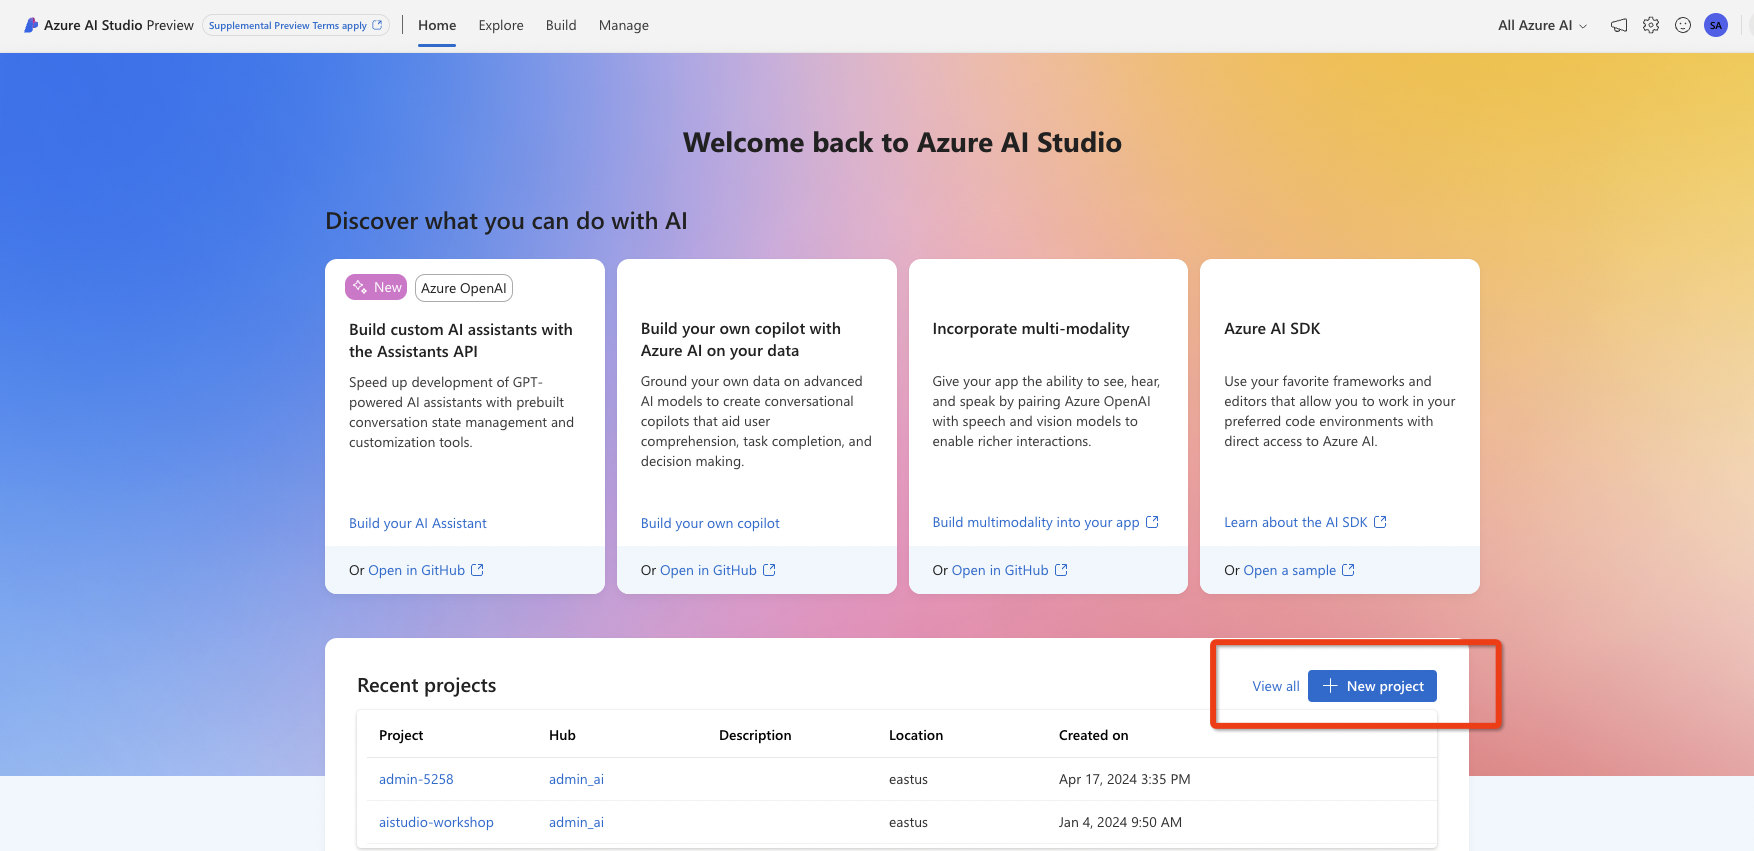 Azure AI Studio Preview Supplemental Preview Terms apply Home Explore Build Manage All Azure AI SA
Welcome back to Azure AI Studio
Discover what you can do with AI
New Azure OpenAI
Build custom AI assistants with
the Assistants API
Speed up development of GPT-
powered AI assistants with prebuilt
conversation state management and
customization tools.
Build your AI Assistant
Or Open in GitHub
Build your own copilot with
Azure AI on your data
Ground your own data on advanced
AI models to create conversational
copilots that aid user
comprehension, task completion, and
decision making.
Build your own copilot
Or Open in GitHub
Incorporate multi-modality
Give your app the ability to see, hear,
and speak by pairing Azure OpenAI
with speech and vision models to
enable richer interactions.
Build multimodality into your app
Or Open in GitHub
Azure AI SDK
Use your favorite frameworks and
editors that allow you to work in your
preferred code environments with
direct access to Azure AI.
Learn about the AI SDK
Or Open a sample
Recent projects View all New project
Project Hub Description Location Created on
admin-5258 admin_ai eastus Apr 17, 2024 3:35 PM
aistudio-workshop admin_ai eastus Jan 4, 2024 9:50 AM